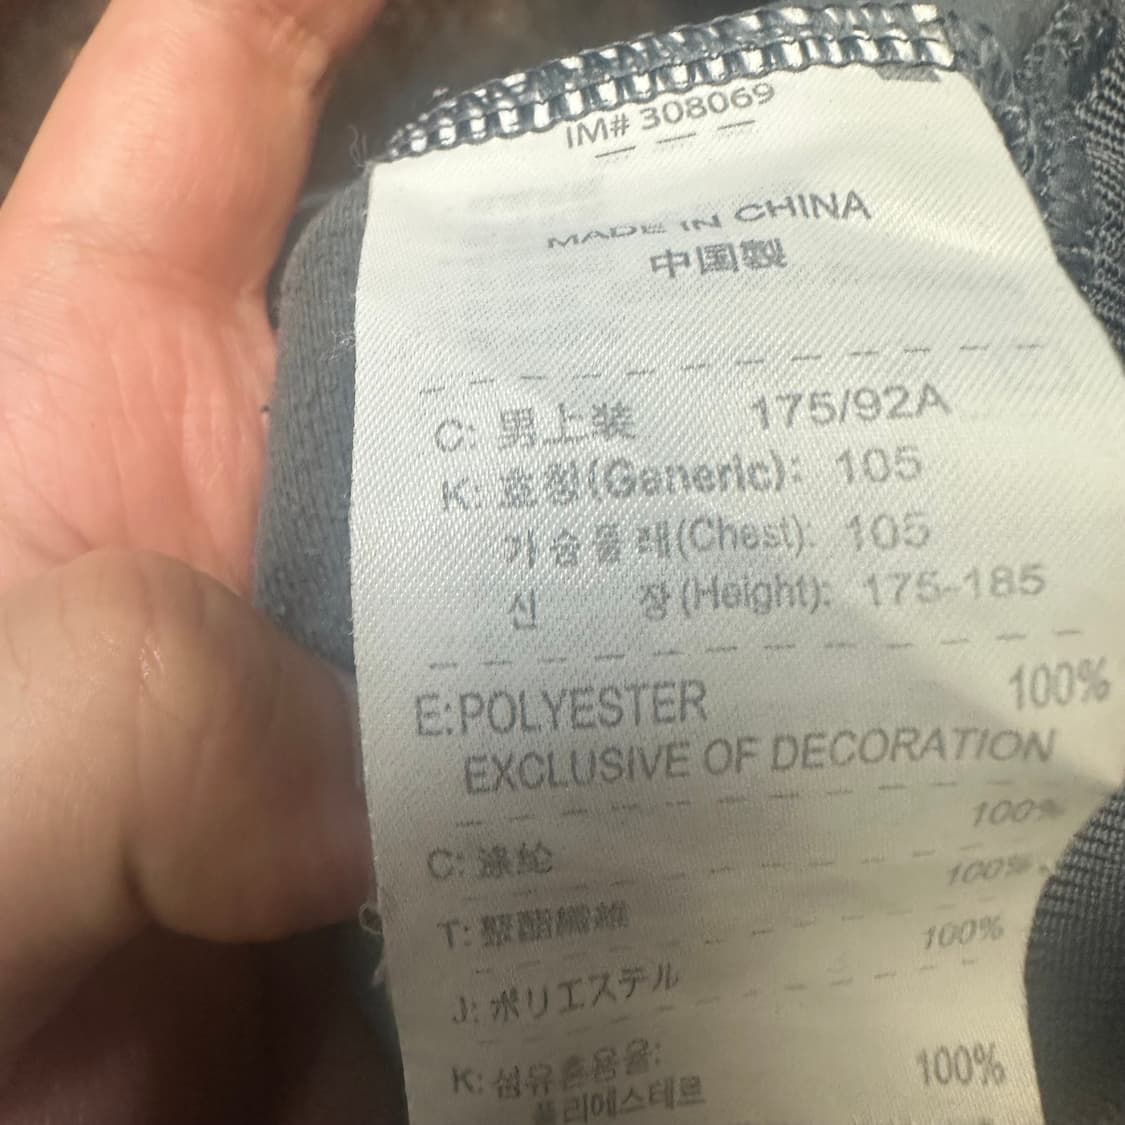 IM# 308069
MADE IN CHINA
中国製
C: 男上装 175/92A
K: 호칭(Generic): 105
가슴둘레(Chest): 105
신 장(Height): 175-185
E:POLYESTER 100%
EXCLUSIVE OF DECORATION
C: 涤纶 100%
T: 聚酯纖維 100%
J: ポリエステル 100%
K: 섬유혼용율:
폴리에스테르 100%